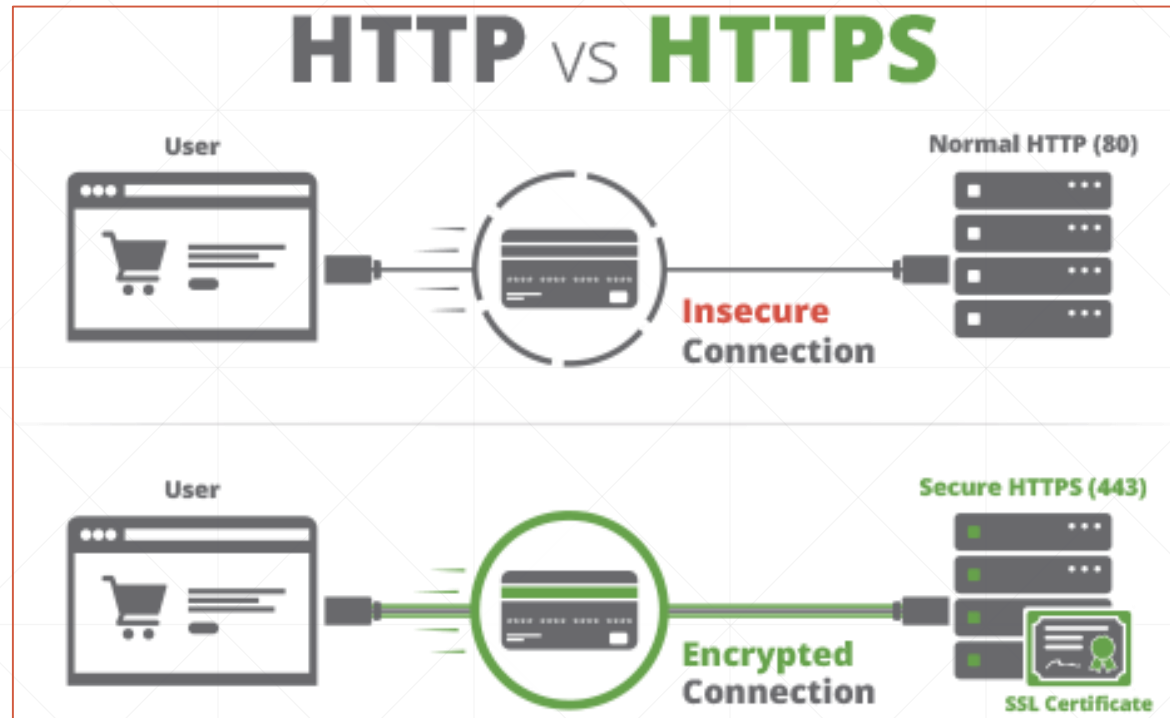 HTTP vs HTTPS
User
Normal HTTP (80)
Insecure
Connection
User
Secure HTTPS (443)
Encrypted
Connection
SSL Certificate